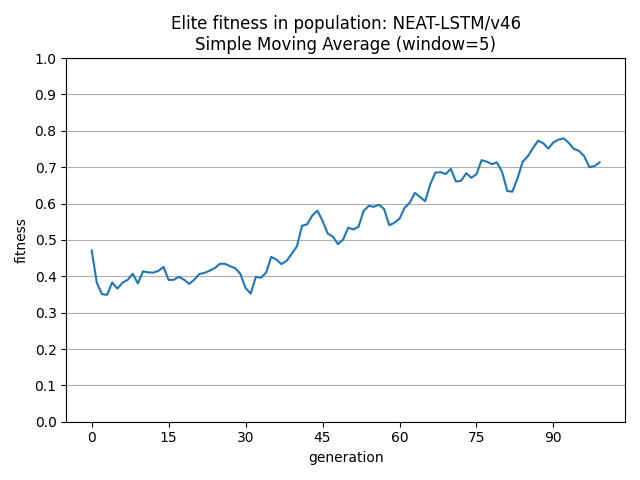 Elite fitness in population: NEAT-LSTM/v46
Simple Moving Average (window=5)
1.0
0.9
0.8
0.7
0.6
0.5
0.4
0.3
0.2
0.1
0.0
fitness
0 15 30 45 60 75 90
generation